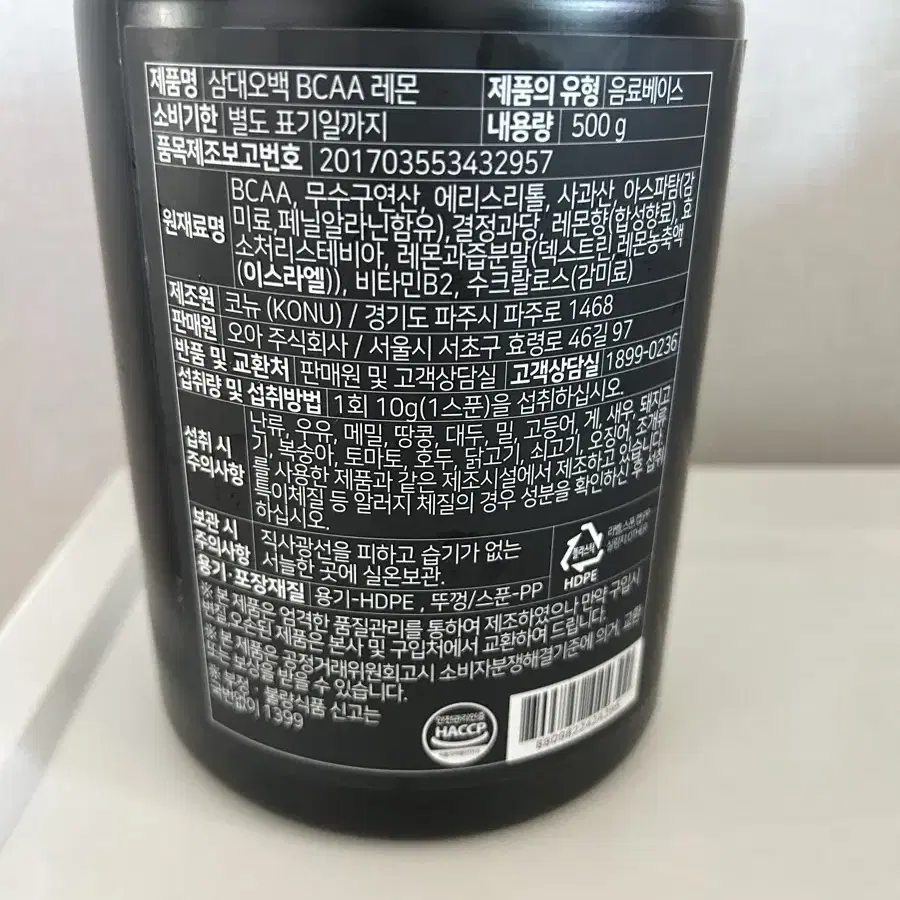 제품명 삼대오백 BCAA 레몬 제품의 유형 음료베이스
소비기한 별도 표기일까지 내용량 500 g
품목제조보고번호 201703553432957
원재료명 BCAA, 무수구연산, 에리스리톨, 사과산, 아스파탐(감
미료,페닐알라닌함유),결정과당, 레몬향(합성향료), 효
소처리스테비아, 레몬과즙분말(덱스트린,레몬농축액
(이스라엘)), 비타민B2, 수크랄로스(감미료)
제조원 코뉴 (KONU) / 경기도 파주시 파주로 1468
판매원 오아 주식회사 / 서울시 서초구 효령로 46길 97
반품 및 교환처 판매원 및 고객상담실 고객상담실 1899-0236
섭취량 및 섭취방법 1회 10g(1스푼)을 섭취하십시오.
섭취 시
주의사항
난류, 우유, 메밀, 땅콩, 대두, 밀, 고등어, 게, 새우, 돼지고
기, 복숭아, 토마토, 호두, 닭고기, 쇠고기, 오징어, 조개류
를 사용한 제품과 같은 제조시설에서 제조하고 있습니다.
특이체질 등 알러지 체질의 경우 성분을 확인하신 후 섭취
하십시오.
보관 시
주의사항
직사광선을 피하고 습기가 없는
서늘한 곳에 실온보관.
플라스틱
HDPE
용기·포장재질 용기-HDPE , 뚜껑/스푼-PP
※ 본 제품은 엄격한 품질관리를 통하여 제조하였으나 만약 구입시
변질 오손된 제품은 본사 및 구입처에서 교환하여 드립니다.
※ 본 제품은 공정거래위원회고시 소비자분쟁해결기준에 의거, 교환
또는 보상을 받을 수 있습니다.
※ 부정 · 불량식품 신고는
국번없이 1399
안전관리인증
HACCP